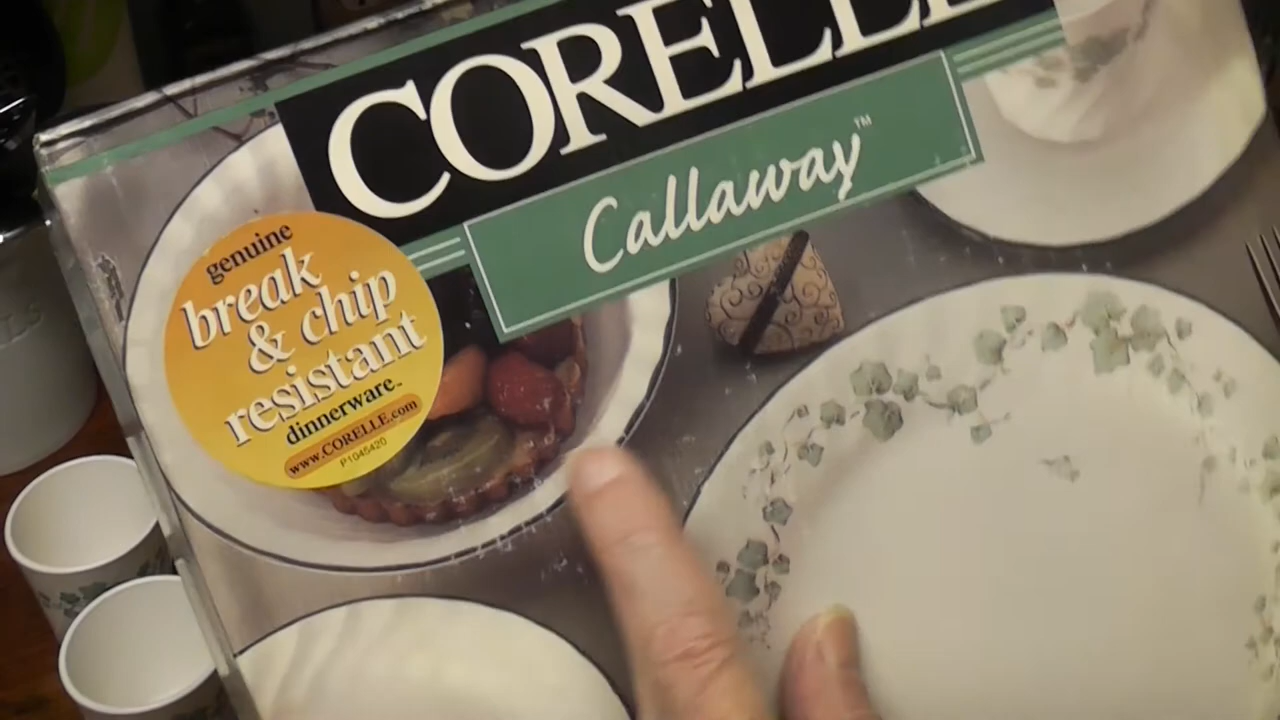 CORELLE
Callaway™
genuine
break
& chip
resistant
dinnerware™
www.CORELLE.com
P1045420